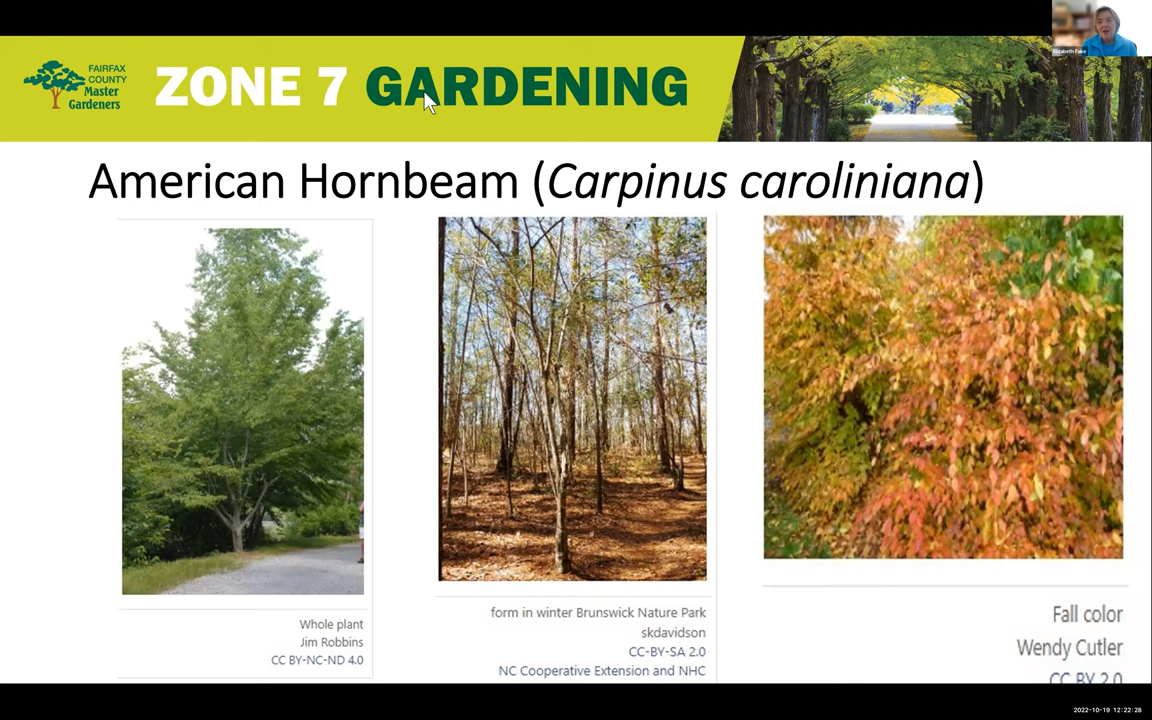 Elizabeth Fake
FAIRFAX
COUNTY
Master
Gardeners
ZONE 7 GARDENING
American Hornbeam (Carpinus caroliniana)
Whole plant
Jim Robbins
CC BY-NC-ND 4.0
form in winter Brunswick Nature Park
skdavidson
CC-BY-SA 2.0
NC Cooperative Extension and NHC
Fall color
Wendy Cutler
CC BY 2.0
2022-10-19 12:22:28